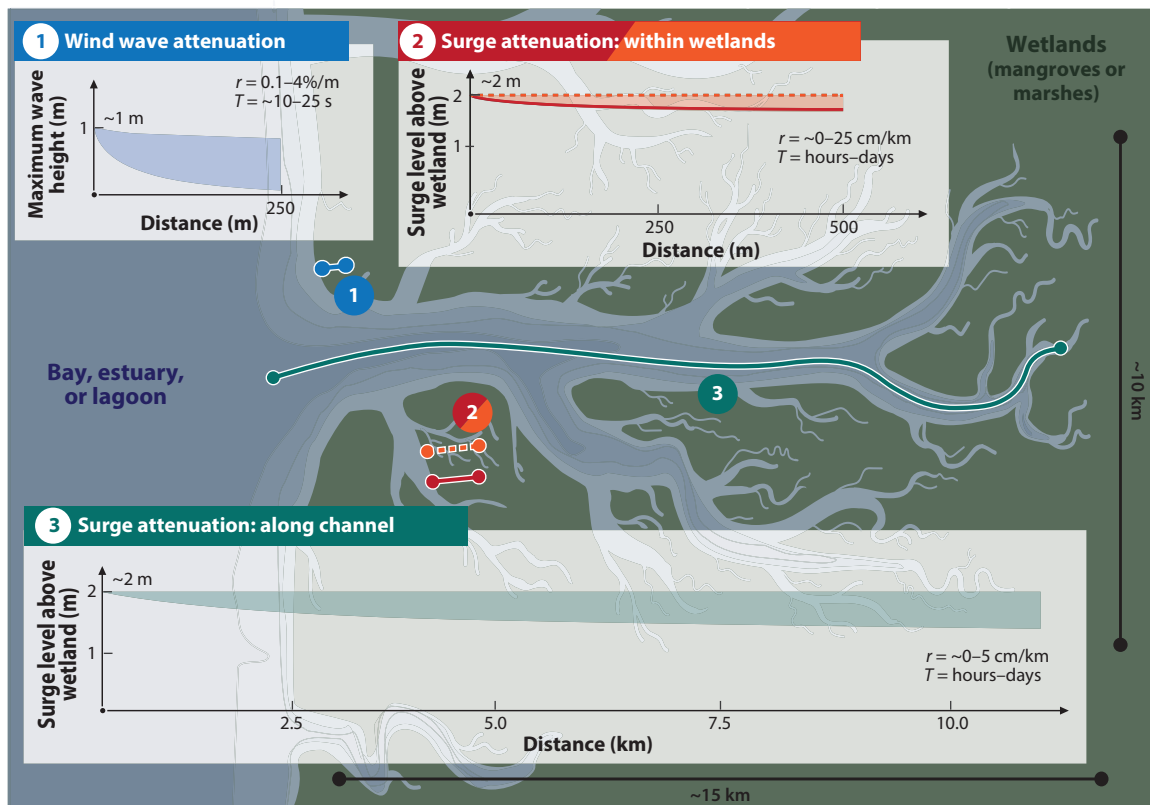 1 Wind wave attenuation
Maximum wave
height (m)
1
~1 m
r = 0.1–4%/m
T = ~10–25 s
250
Distance (m)
2 Surge attenuation: within wetlands
Surge level above
wetland (m)
2
1
~2 m
r = ~0–25 cm/km
T = hours–days
250
500
Distance (m)
Wetlands
(mangroves or
marshes)
1
Bay, estuary,
or lagoon
2
3
~10 km
3 Surge attenuation: along channel
Surge level above
wetland (m)
2
1
~2 m
r = ~0–5 cm/km
T = hours–days
2.5
5.0
7.5
10.0
Distance (km)
~15 km